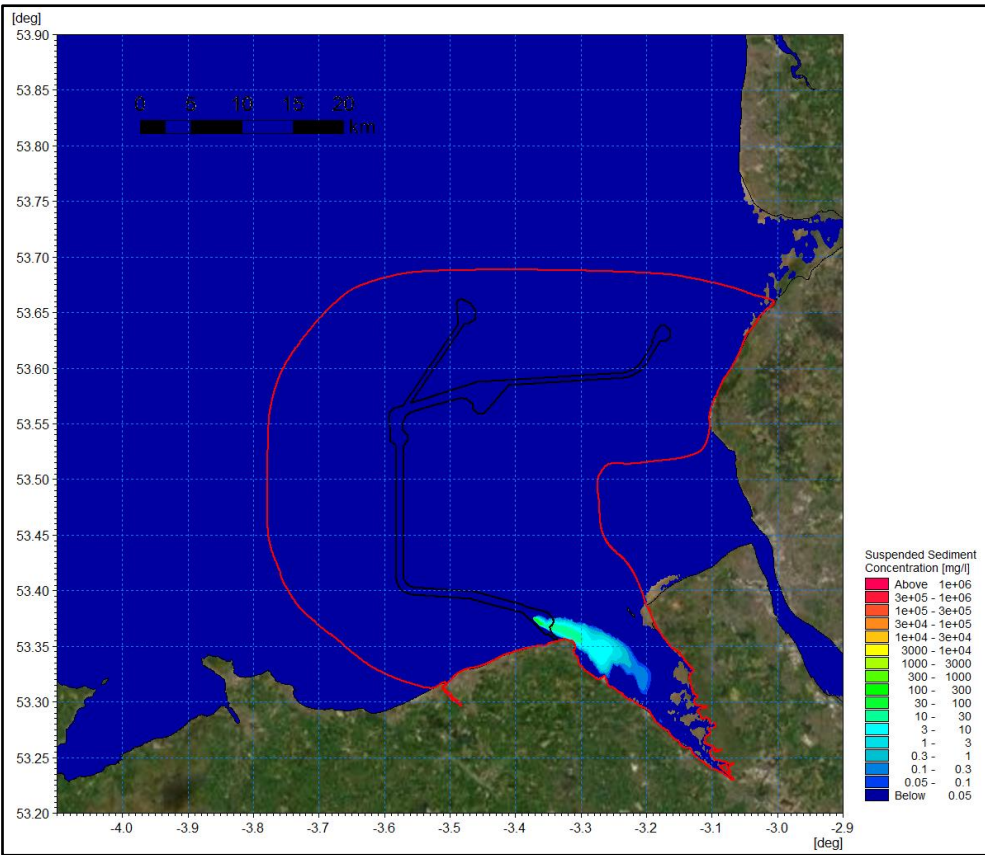 [deg]
53.90
53.85
53.80
53.75
53.70
53.65
53.60
53.55
53.50
53.45
53.40
53.35
53.30
53.25
53.20
0 5 10 15 20
km
-4.0 -3.9 -3.8 -3.7 -3.6 -3.5 -3.4 -3.3 -3.2 -3.1 -3.0 -2.9
[deg]
Suspended Sediment
Concentration [mg/l]
Above 1e+06
3e+05 - 1e+06
1e+05 - 3e+05
3e+04 - 1e+05
1e+04 - 3e+04
3000 - 1e+04
1000 - 3000
300 - 1000
100 - 300
30 - 100
10 - 30
3 - 10
1 - 3
0.3 - 1
0.1 - 0.3
0.05 - 0.1
Below 0.05